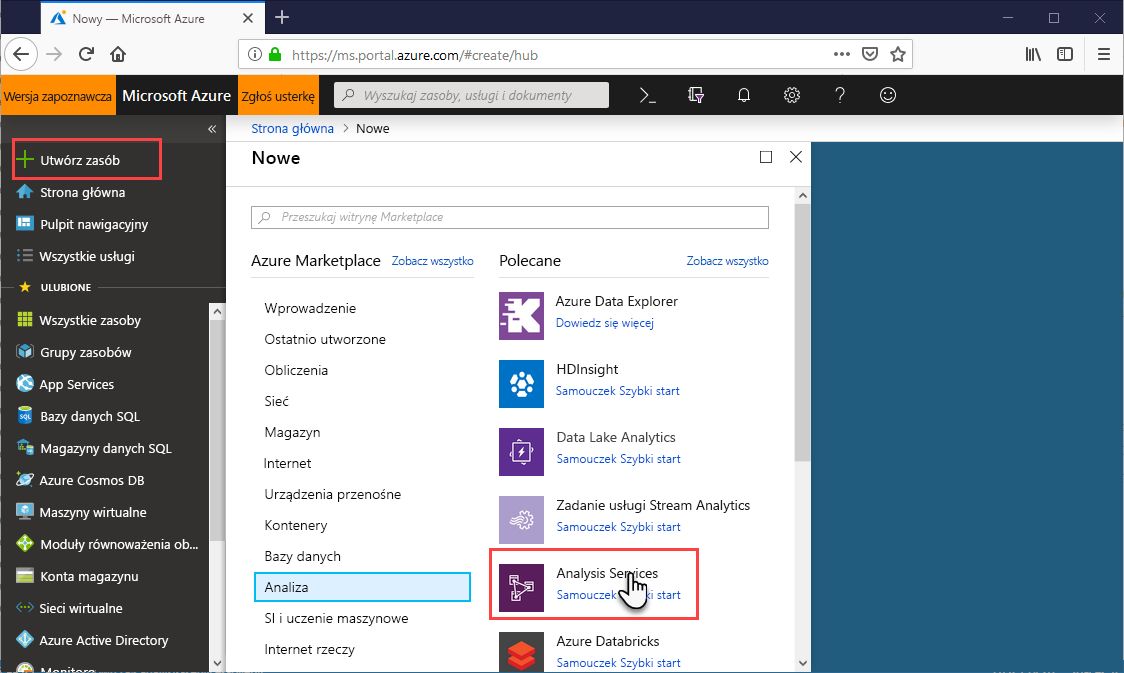 Nowy — Microsoft Azure
https://ms.portal.azure.com/#create/hub
Wersja zapoznawcza
Microsoft Azure
Zgłoś usterkę
Wyszukaj zasoby, usługi i dokumenty
Strona główna > Nowe
Utwórz zasób
Strona główna
Pulpit nawigacyjny
Wszystkie usługi
ULUBIONE
Wszystkie zasoby
Grupy zasobów
App Services
Bazy danych SQL
Magazyny danych SQL
Azure Cosmos DB
Maszyny wirtualne
Moduły równoważenia ob...
Konta magazynu
Sieci wirtualne
Azure Active Directory
Nowe
Przeszukaj witrynę Marketplace
Azure Marketplace
Zobacz wszystko
Wprowadzenie
Ostatnio utworzone
Obliczenia
Sieć
Magazyn
Internet
Urządzenia przenośne
Kontenery
Bazy danych
Analiza
SI i uczenie maszynowe
Internet rzeczy
Polecane
Zobacz wszystko
Azure Data Explorer
Dowiedz się więcej
HDInsight
Samouczek Szybki start
Data Lake Analytics
Samouczek Szybki start
Zadanie usługi Stream Analytics
Samouczek Szybki start
Analysis Services
Samouczek Szybki start
Azure Databricks
Samouczek Szybki start